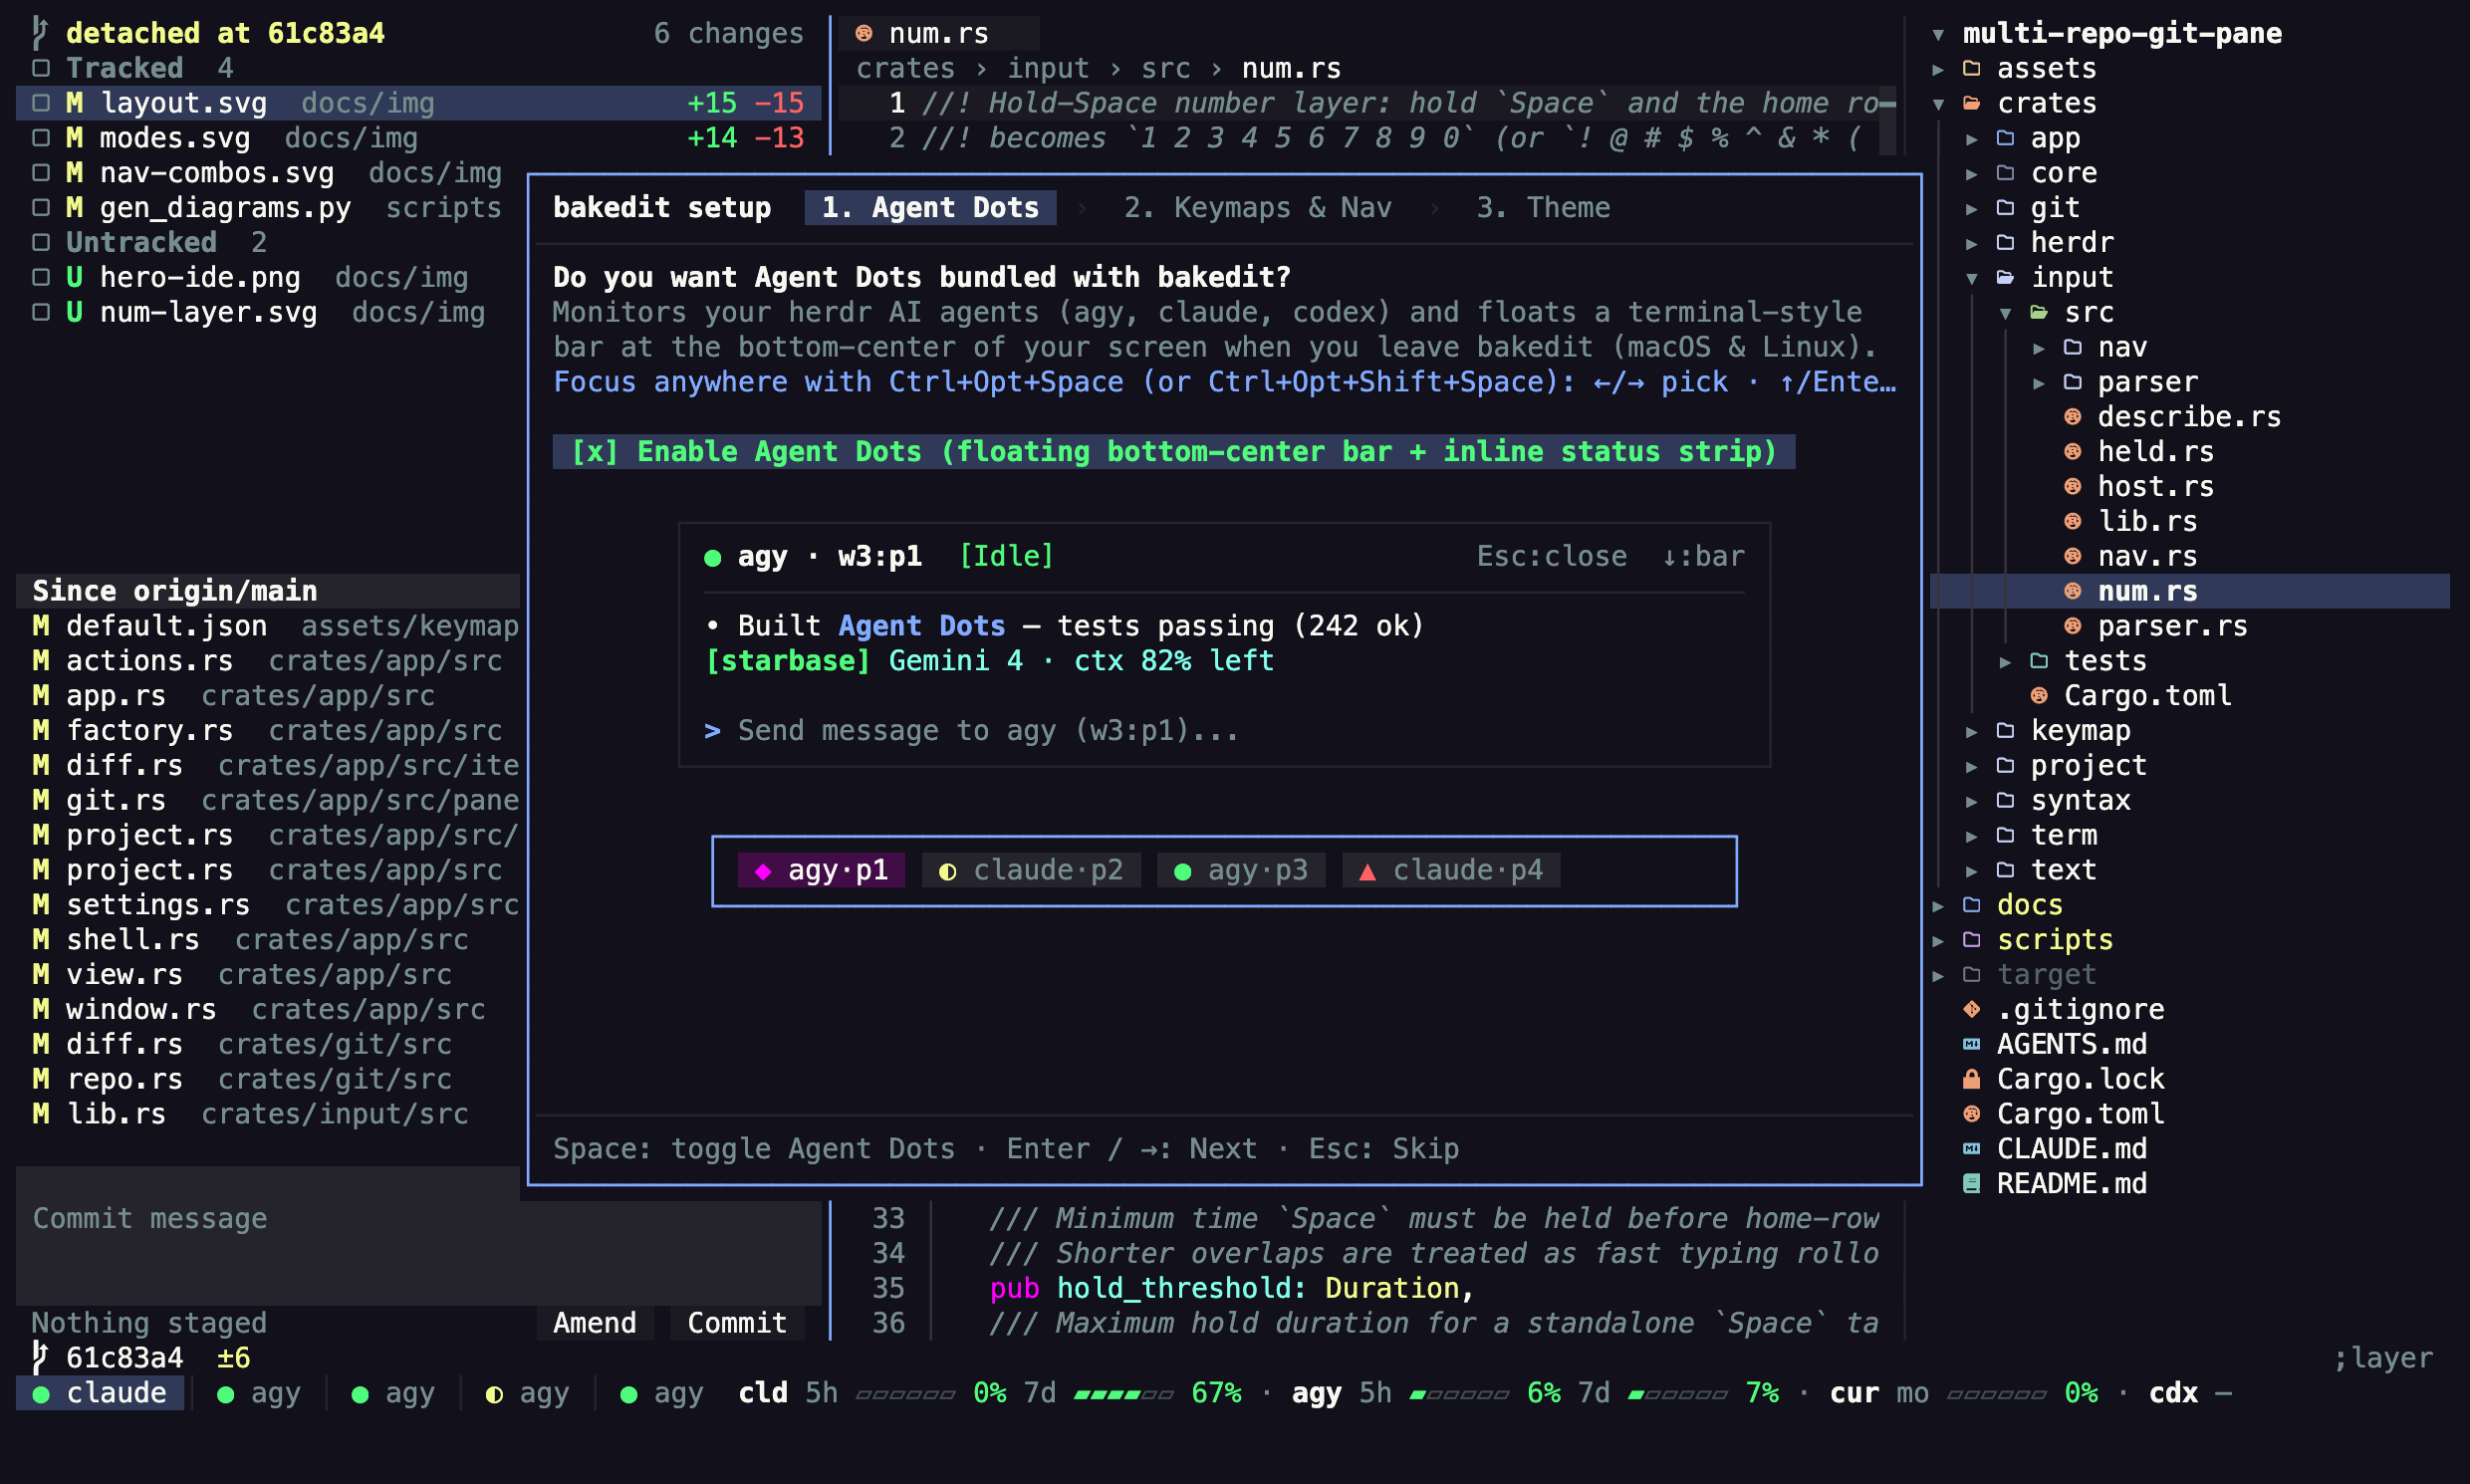 detached at 61c83a4 6 changes
Tracked 4
M layout.svg docs/img +15 −15
M modes.svg docs/img +14 −13
M nav-combos.svg docs/img
M gen_diagrams.py scripts
Untracked 2
U hero-ide.png docs/img
U num-layer.svg docs/img
Since origin/main
M default.json assets/keymap
M actions.rs crates/app/src
M app.rs crates/app/src
M factory.rs crates/app/src
M diff.rs crates/app/src/ite
M git.rs crates/app/src/pane
M project.rs crates/app/src/
M project.rs crates/app/src
M settings.rs crates/app/src
M shell.rs crates/app/src
M view.rs crates/app/src
M window.rs crates/app/src
M diff.rs crates/git/src
M repo.rs crates/git/src
M lib.rs crates/input/src
Commit message
Nothing staged Amend Commit
num.rs
crates › input › src › num.rs
1 //! Hold-Space number layer: hold `Space` and the home ro
2 //! becomes `1 2 3 4 5 6 7 8 9 0` (or `! @ # $ % ^ & * (
bakedit setup 1. Agent Dots › 2. Keymaps & Nav › 3. Theme
Do you want Agent Dots bundled with bakedit?
Monitors your herdr AI agents (agy, claude, codex) and floats a terminal-style
bar at the bottom-center of your screen when you leave bakedit (macOS & Linux).
Focus anywhere with Ctrl+Opt+Space (or Ctrl+Opt+Shift+Space): ←/→ pick · ↑/Ente…
[x] Enable Agent Dots (floating bottom-center bar + inline status strip)
● agy · w3:p1 [Idle] Esc:close ↓:bar
• Built Agent Dots — tests passing (242 ok)
[starbase] Gemini 4 · ctx 82% left
> Send message to agy (w3:p1)...
◆ agy·p1 ◐ claude·p2 ● agy·p3 ▲ claude·p4
Space: toggle Agent Dots · Enter / →: Next · Esc: Skip
33 /// Minimum time `Space` must be held before home-row
34 /// Shorter overlaps are treated as fast typing rollo
35 pub hold_threshold: Duration,
36 /// Maximum hold duration for a standalone `Space` ta
multi-repo-git-pane
assets
crates
app
core
git
herdr
input
src
nav
parser
describe.rs
held.rs
host.rs
lib.rs
nav.rs
num.rs
parser.rs
tests
Cargo.toml
keymap
project
syntax
term
text
docs
scripts
target
.gitignore
AGENTS.md
Cargo.lock
Cargo.toml
CLAUDE.md
README.md
61c83a4 ±6 ;layer
● claude ● agy ● agy ◐ agy ● agy cld 5h 0% 7d 67% · agy 5h 6% 7d 7% · cur mo 0% · cdx —